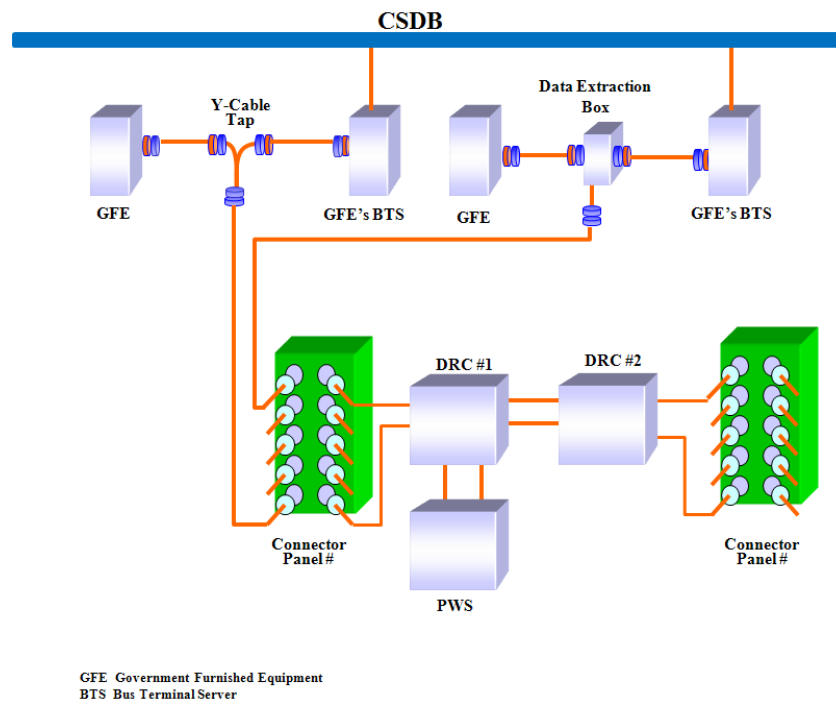 CSDB
Y-Cable
Tap
Data Extraction
Box
GFE
GFE's BTS
GFE
GFE's BTS
DRC #1
DRC #2
Connector
Panel #
PWS
Connector
Panel #
GFE Government Furnished Equipment
BTS Bus Terminal Server